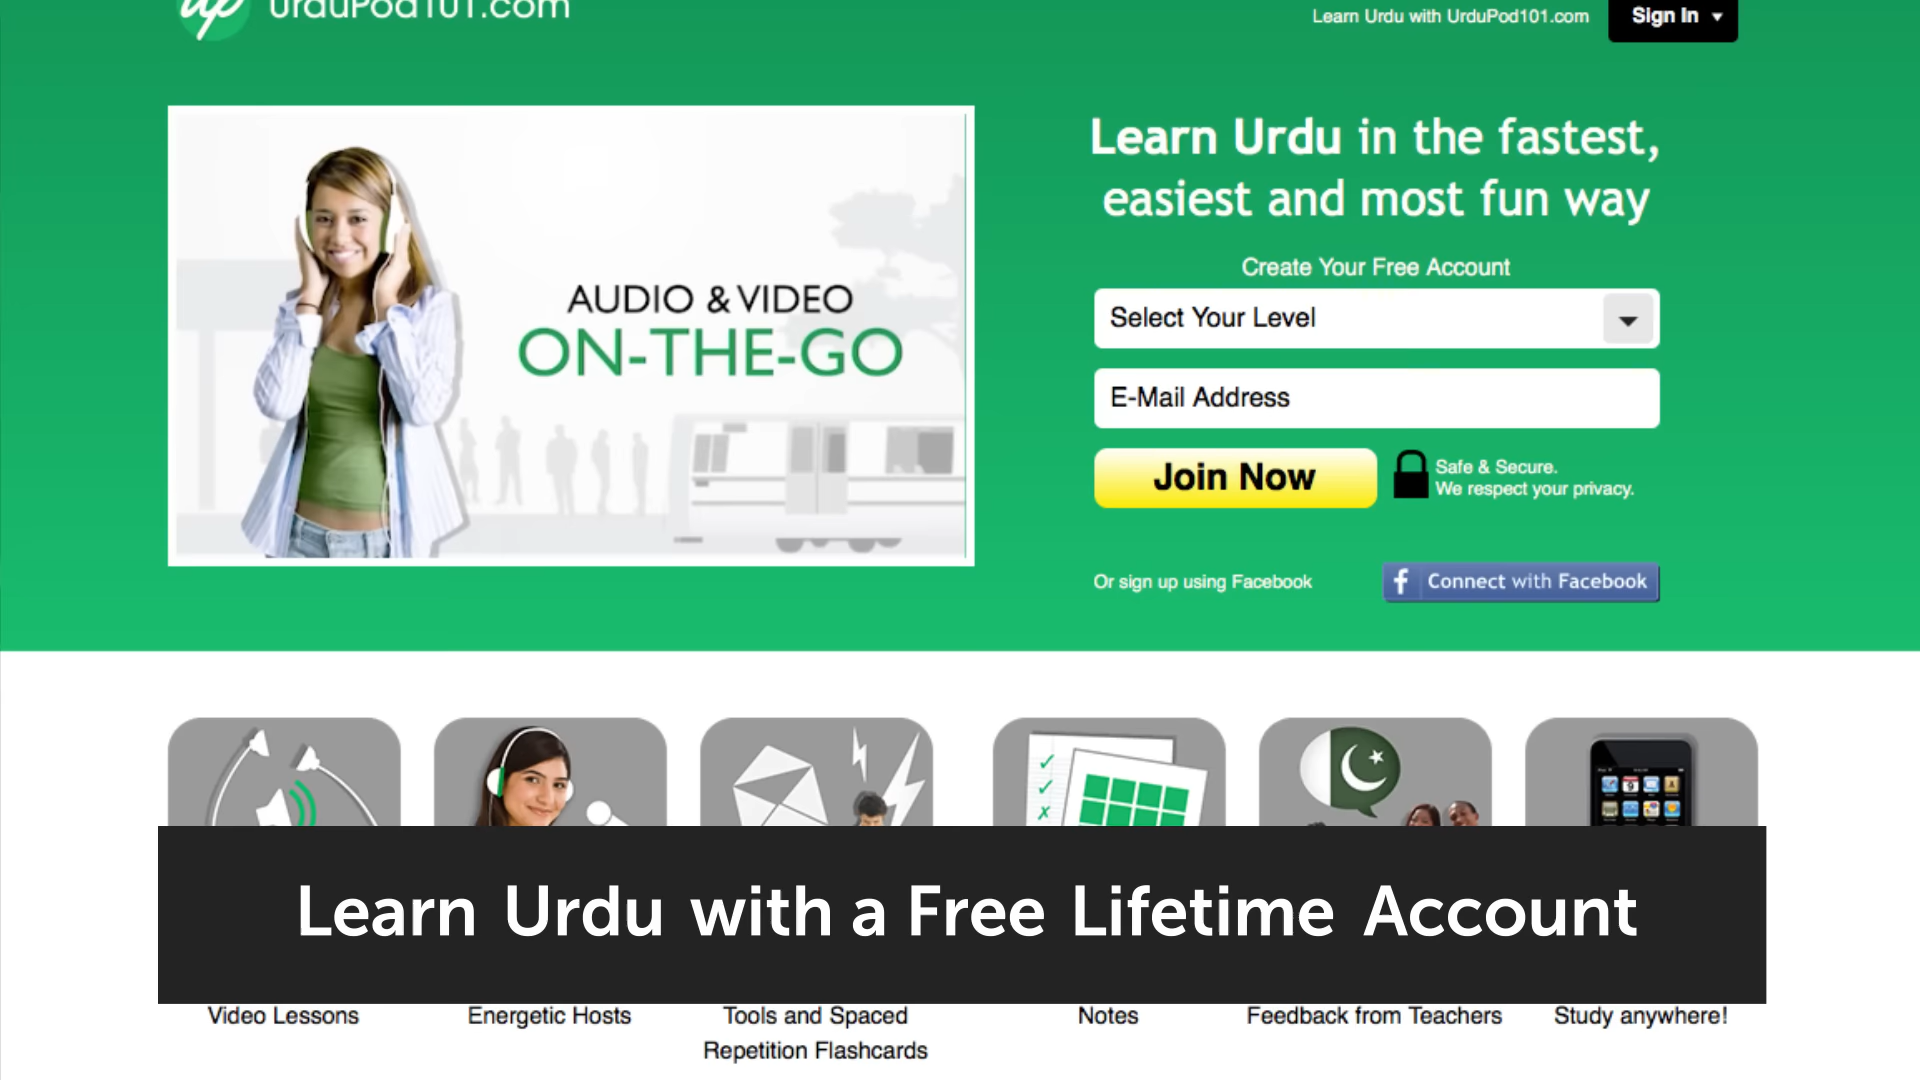 UrduPod101.com
Learn Urdu with UrduPod101.com
Sign In
AUDIO & VIDEO
ON-THE-GO
Learn Urdu in the fastest,
easiest and most fun way
Create Your Free Account
Select Your Level
E-Mail Address
Join Now
Safe & Secure.
We respect your privacy.
Or sign up using Facebook
f Connect with Facebook
Learn Urdu with a Free Lifetime Account
Video Lessons
Energetic Hosts
Tools and Spaced
Repetition Flashcards
Notes
Feedback from Teachers
Study anywhere!